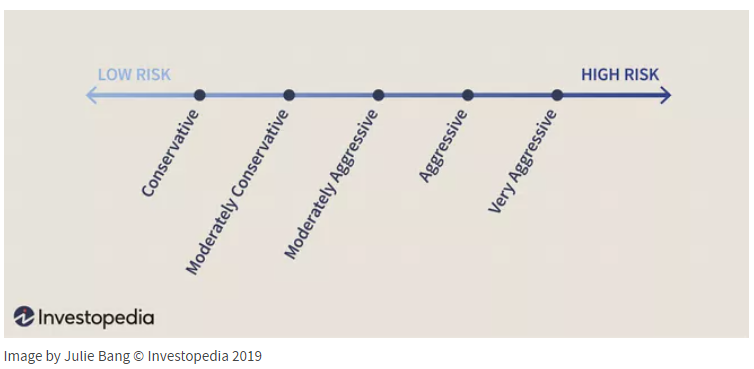 LOW RISK
HIGH RISK
Conservative
Moderately Conservative
Moderately Aggressive
Aggressive
Very Aggressive
Investopedia
Image by Julie Bang © Investopedia 2019